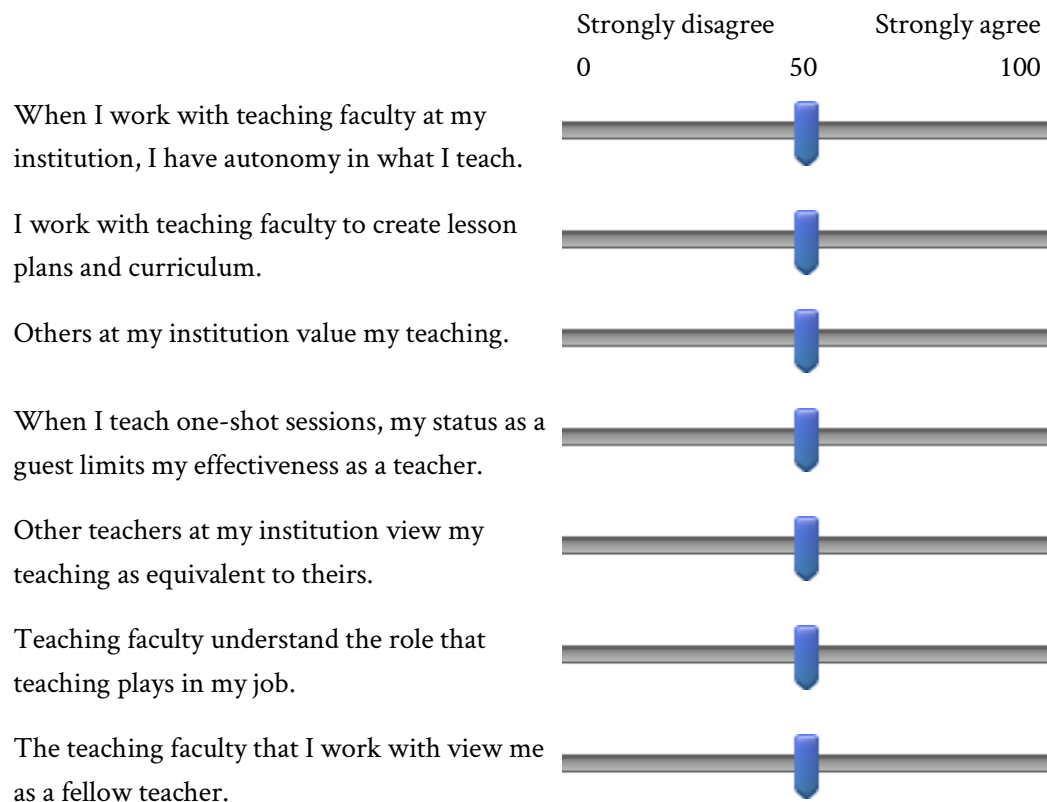 Strongly disagree Strongly agree
0 50 100
When I work with teaching faculty at my
institution, I have autonomy in what I teach.
I work with teaching faculty to create lesson
plans and curriculum.
Others at my institution value my teaching.
When I teach one-shot sessions, my status as a
guest limits my effectiveness as a teacher.
Other teachers at my institution view my
teaching as equivalent to theirs.
Teaching faculty understand the role that
teaching plays in my job.
The teaching faculty that I work with view me
as a fellow teacher.